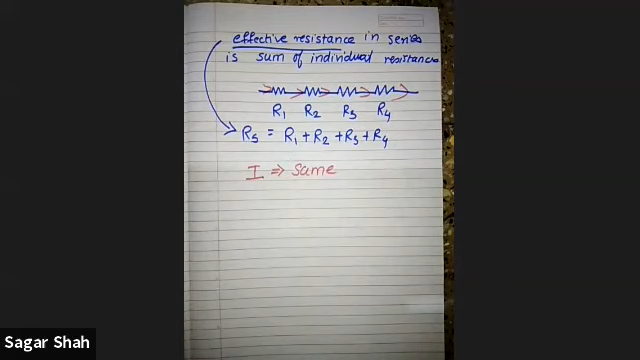 effective resistance in series
is sum of individual resistances
R1 R2 R3 R4
Rs = R1 + R2 + R3 + R4
I ⇒ same
Sagar Shah